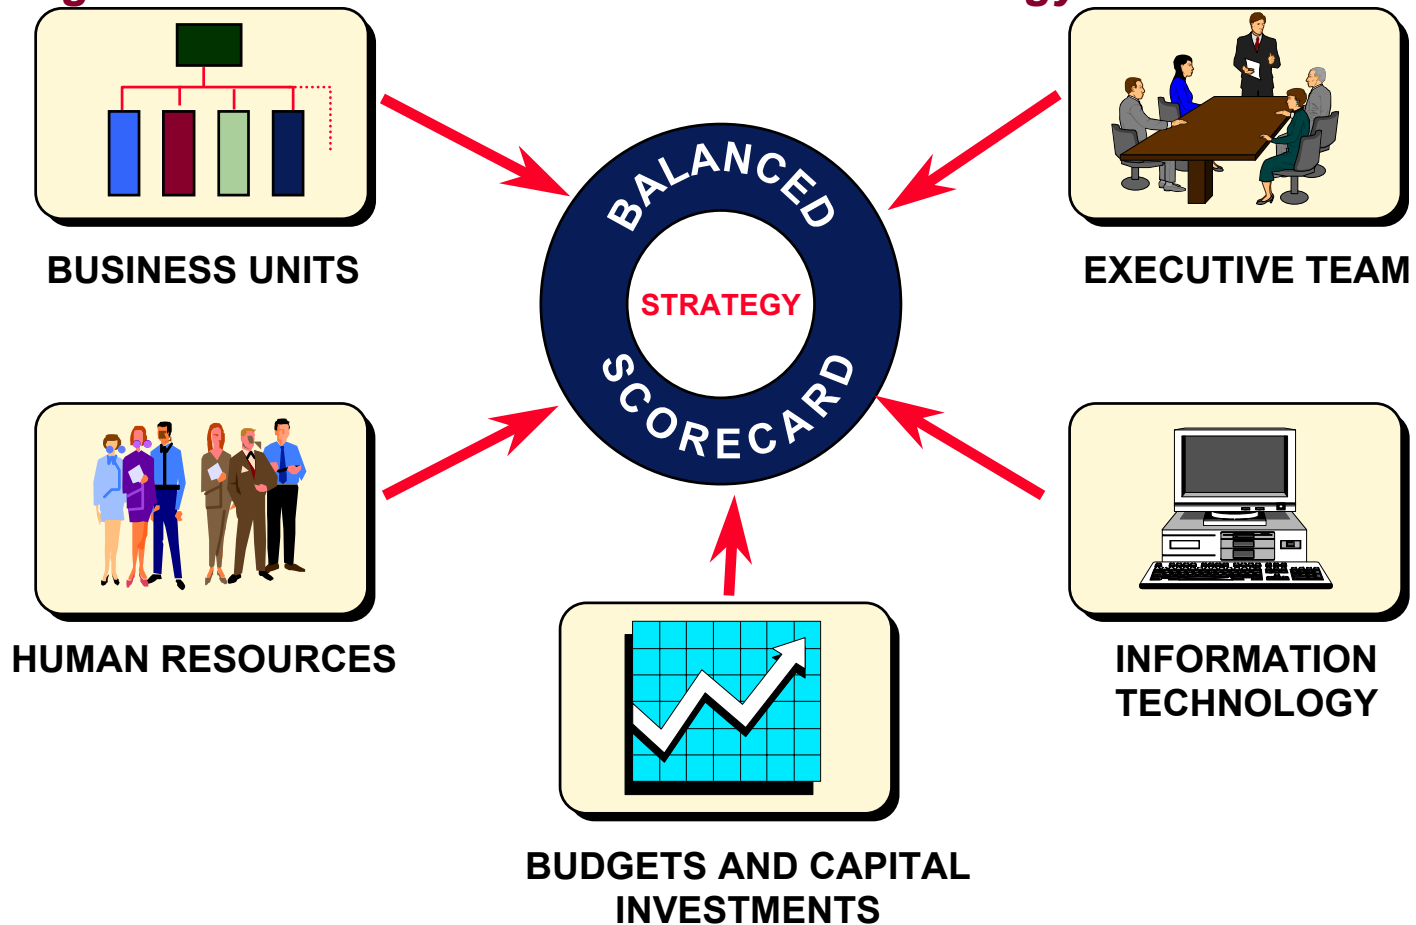 BUSINESS UNITS
EXECUTIVE TEAM
BALANCED
STRATEGY
SCORECARD
HUMAN RESOURCES
INFORMATION
TECHNOLOGY
BUDGETS AND CAPITAL
INVESTMENTS